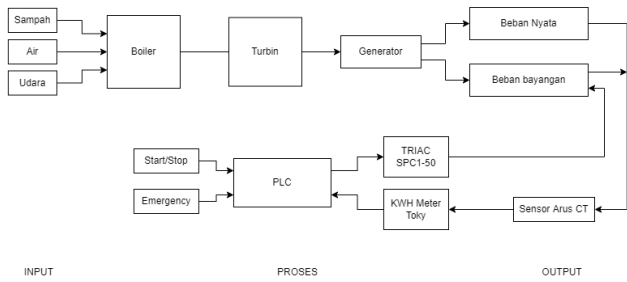 Sampah
Air
Udara
Boiler
Turbin
Generator
Beban Nyata
Beban bayangan
Start/Stop
Emergency
PLC
TRIAC
SPC1-50
KWH Meter
Toky
Sensor Arus CT
INPUT
PROSES
OUTPUT